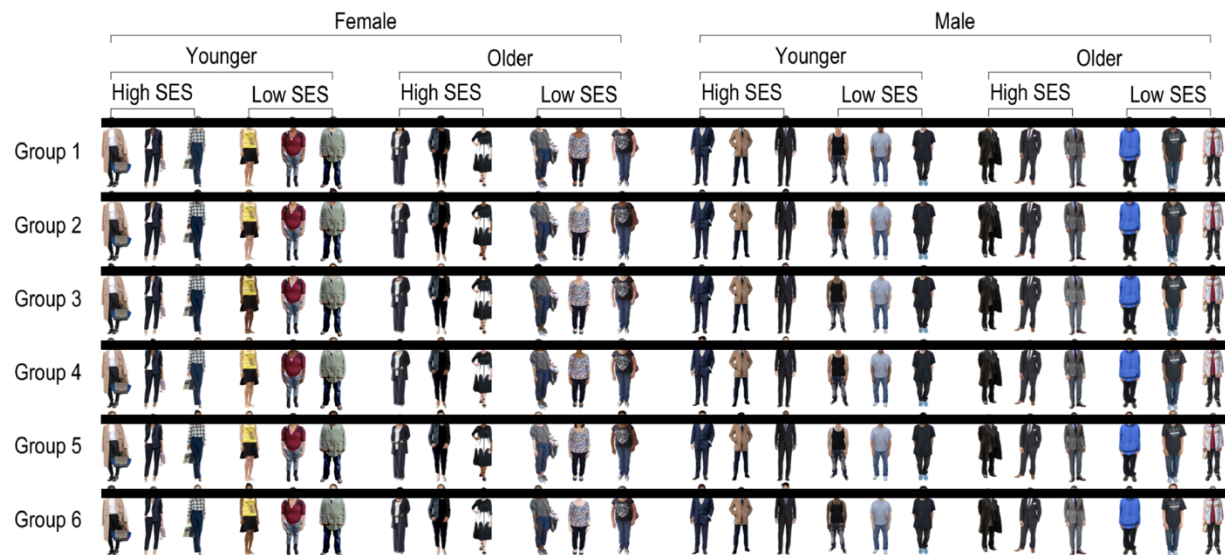 Female Male
Younger Older Younger Older
High SES Low SES High SES Low SES High SES Low SES High SES Low SES
Group 1
Group 2
Group 3
Group 4
Group 5
Group 6